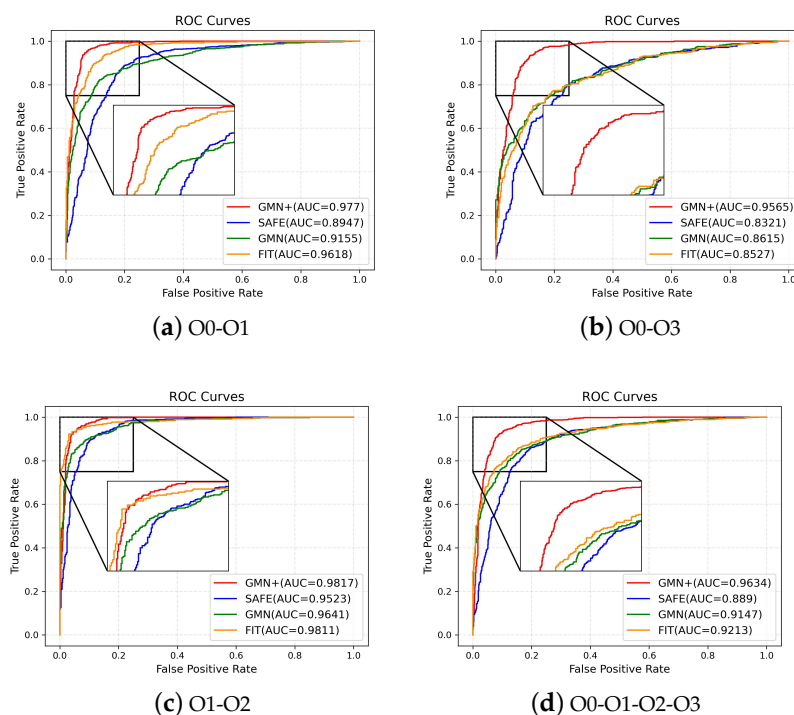 ROC Curves
1.0
0.8
0.6
0.4
0.2
0.0
True Positive Rate
GMN+(AUC=0.977)
SAFE(AUC=0.8947)
GMN(AUC=0.9155)
FIT(AUC=0.9618)
0.0 0.2 0.4 0.6 0.8 1.0
False Positive Rate
(a) O0-O1
ROC Curves
1.0
0.8
0.6
0.4
0.2
0.0
True Positive Rate
GMN+(AUC=0.9565)
SAFE(AUC=0.8321)
GMN(AUC=0.8615)
FIT(AUC=0.8527)
0.0 0.2 0.4 0.6 0.8 1.0
False Positive Rate
(b) O0-O3
ROC Curves
1.0
0.8
0.6
0.4
0.2
0.0
True Positive Rate
GMN+(AUC=0.9817)
SAFE(AUC=0.9523)
GMN(AUC=0.9641)
FIT(AUC=0.9811)
0.0 0.2 0.4 0.6 0.8 1.0
False Positive Rate
(c) O1-O2
ROC Curves
1.0
0.8
0.6
0.4
0.2
0.0
True Positive Rate
GMN+(AUC=0.9634)
SAFE(AUC=0.889)
GMN(AUC=0.9147)
FIT(AUC=0.9213)
0.0 0.2 0.4 0.6 0.8 1.0
False Positive Rate
(d) O0-O1-O2-O3